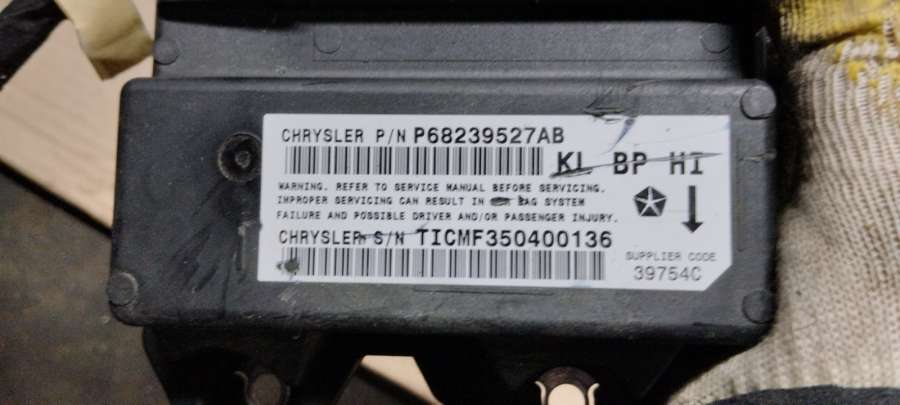 CHRYSLER P/N P68239527AB
KL BP HI
WARNING. REFER TO SERVICE MANUAL BEFORE SERVICING.
IMPROPER SERVICING CAN RESULT IN BAG SYSTEM
FAILURE AND POSSIBLE DRIVER AND/OR PASSENGER INJURY.
CHRYSLER S/N TICMF350400136
SUPPLIER CODE
39754C